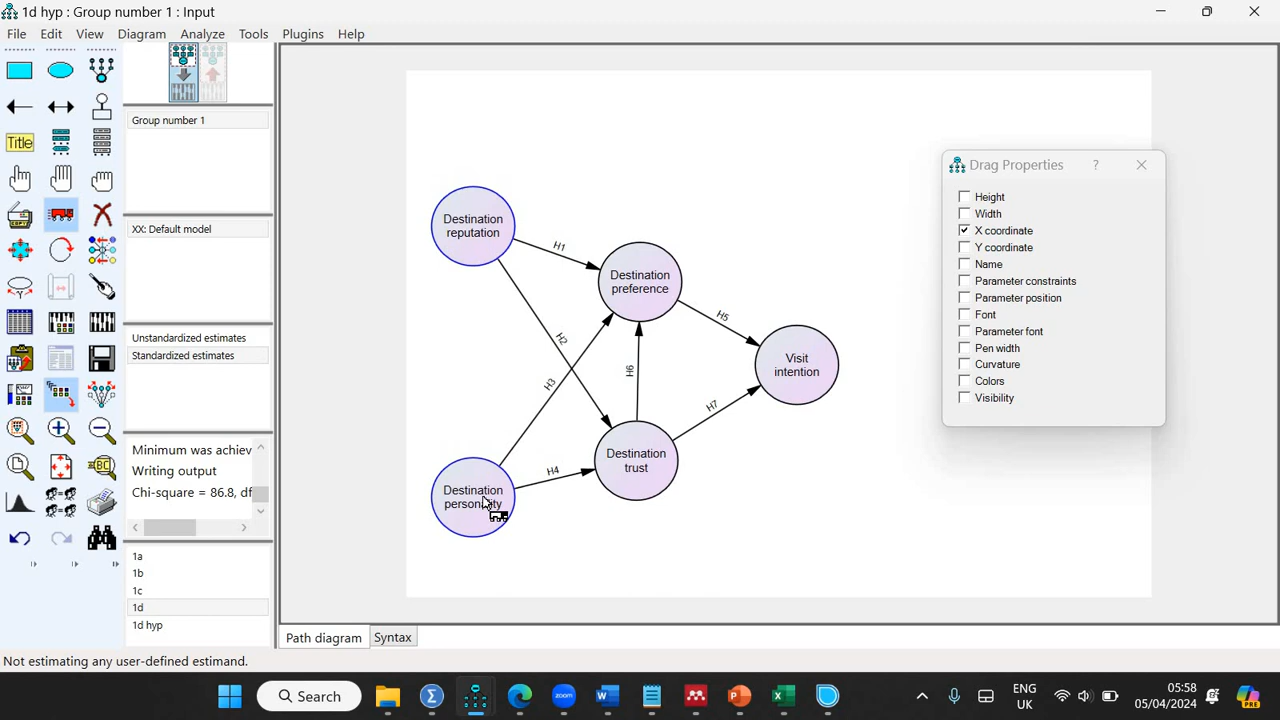 1d hyp : Group number 1 : Input
File Edit View Diagram Analyze Tools Plugins Help
Title
Group number 1
XX: Default model
Unstandardized estimates
Standardized estimates
Minimum was achiev
Writing output
Chi-square = 86.8, df
1a
1b
1c
1d
1d hyp
Destination
reputation
H1
Destination
preference
H2
H3
H5
H6
Visit
intention
H7
H4
Destination
trust
Destination
personality
Drag Properties ?
Height
Width
X coordinate
Y coordinate
Name
Parameter constraints
Parameter position
Font
Parameter font
Pen width
Curvature
Colors
Visibility
Path diagram Syntax
Not estimating any user-defined estimand.
Search
zoom
ENG
UK
05:58
05/04/2024
PRE